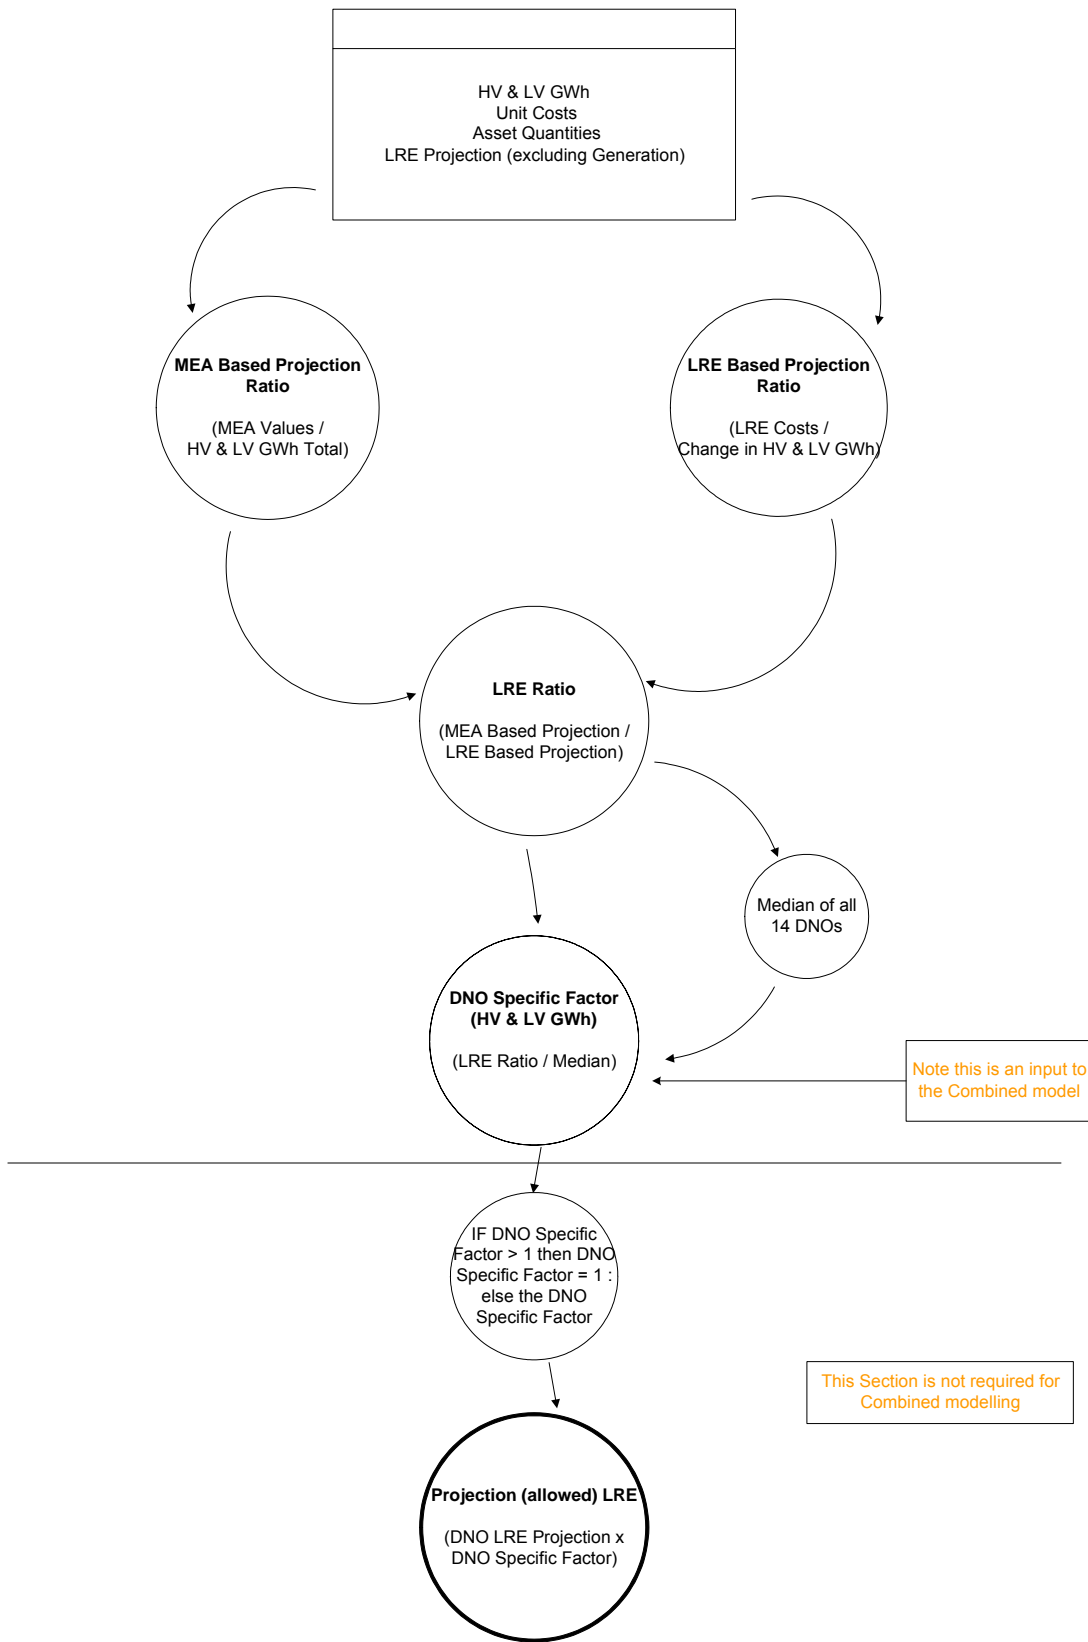 HV & LV GWh
Unit Costs
Asset Quantities
LRE Projection (excluding Generation)
MEA Based Projection
Ratio
(MEA Values /
HV & LV GWh Total)
LRE Based Projection
Ratio
(LRE Costs /
Change in HV & LV GWh)
LRE Ratio
(MEA Based Projection /
LRE Based Projection)
Median of all
14 DNOs
DNO Specific Factor
(HV & LV GWh)
(LRE Ratio / Median)
Note this is an input to
the Combined model
IF DNO Specific
Factor > 1 then DNO
Specific Factor = 1 :
else the DNO
Specific Factor
This Section is not required for
Combined modelling
Projection (allowed) LRE
(DNO LRE Projection x
DNO Specific Factor)